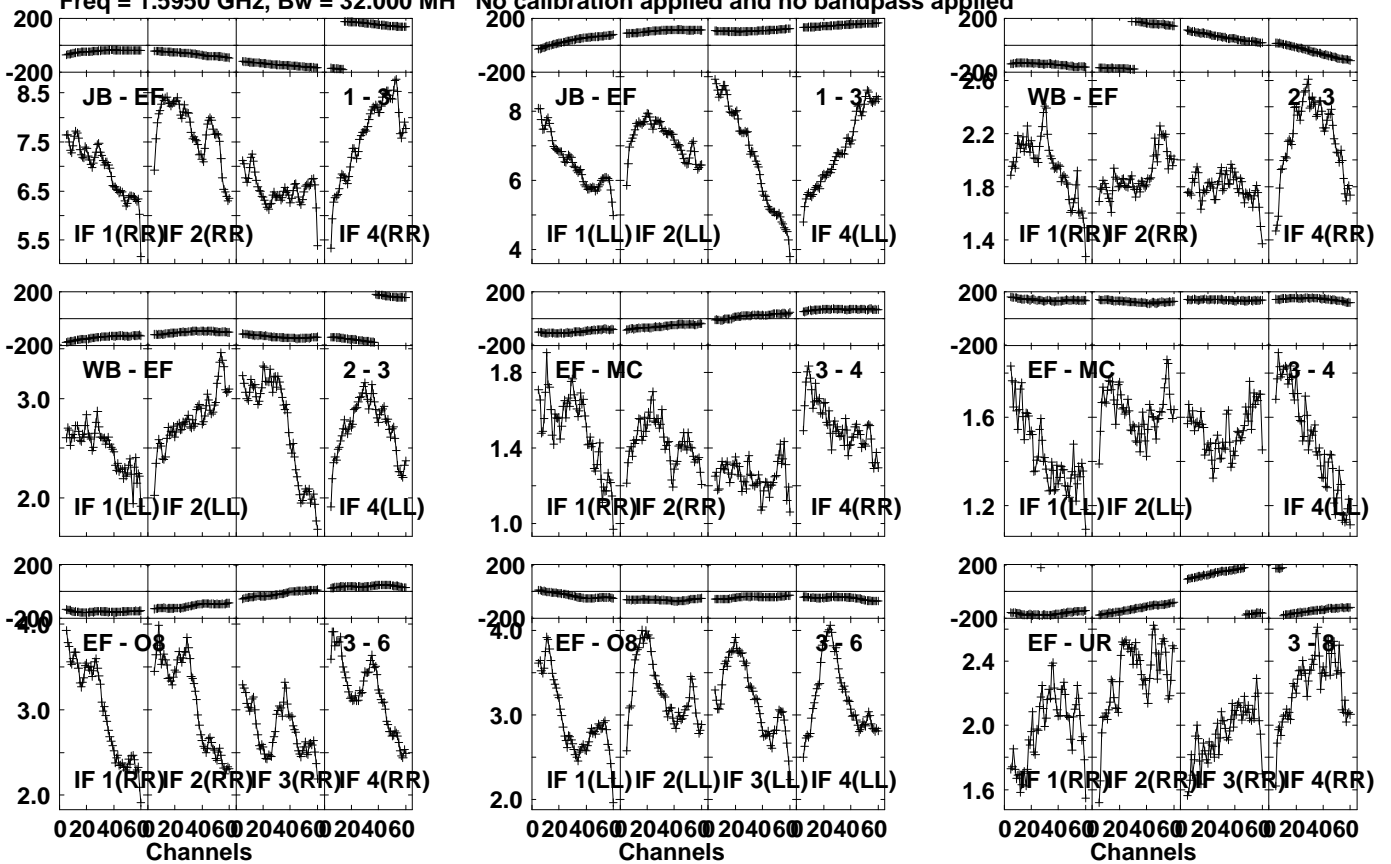 Freq = 1.5950 GHz, Bw = 32.000 MH No calibration applied and no bandpass applied
200 200 200
-200 -200 -200
JB - EF 1 - 3 JB - EF 1 - 3 WB - EF 2 - 3
8.5 8 2.6
7.5 6 2.2
6.5 4 1.8
5.5 1.4
IF 1(RR) IF 2(RR) IF 4(RR) IF 1(LL) IF 2(LL) IF 4(LL) IF 1(RR) IF 2(RR) IF 4(RR)
200 200 200
-200 -200 -200
WB - EF 2 - 3 EF - MC 3 - 4 EF - MC 3 - 4
3.0 1.8 1.6
2.0 1.4 1.2
1.0
IF 1(LL) IF 2(LL) IF 4(LL) IF 1(RR) IF 2(RR) IF 4(RR) IF 1(LL) IF 2(LL) IF 4(LL)
200 200 200
-200 -200 -200
EF - O8 3 - 6 EF - O8 3 - 6 EF - UR 3 - 8
4.0 4.0 2.4
3.0 3.0 2.0
2.0 2.0 1.6
IF 1(RR) IF 2(RR) IF 3(RR) IF 4(RR) IF 1(LL) IF 2(LL) IF 3(LL) IF 4(LL) IF 1(RR) IF 2(RR) IF 3(RR) IF 4(RR)
0 20 40 60 0 20 40 60 0 20 40 60 0 20 40 60 0 20 40 60 0 20 40 60 0 20 40 60 0 20 40 60 0 20 40 60 0 20 40 60 0 20 40 60 0 20 40 60
Channels Channels Channels